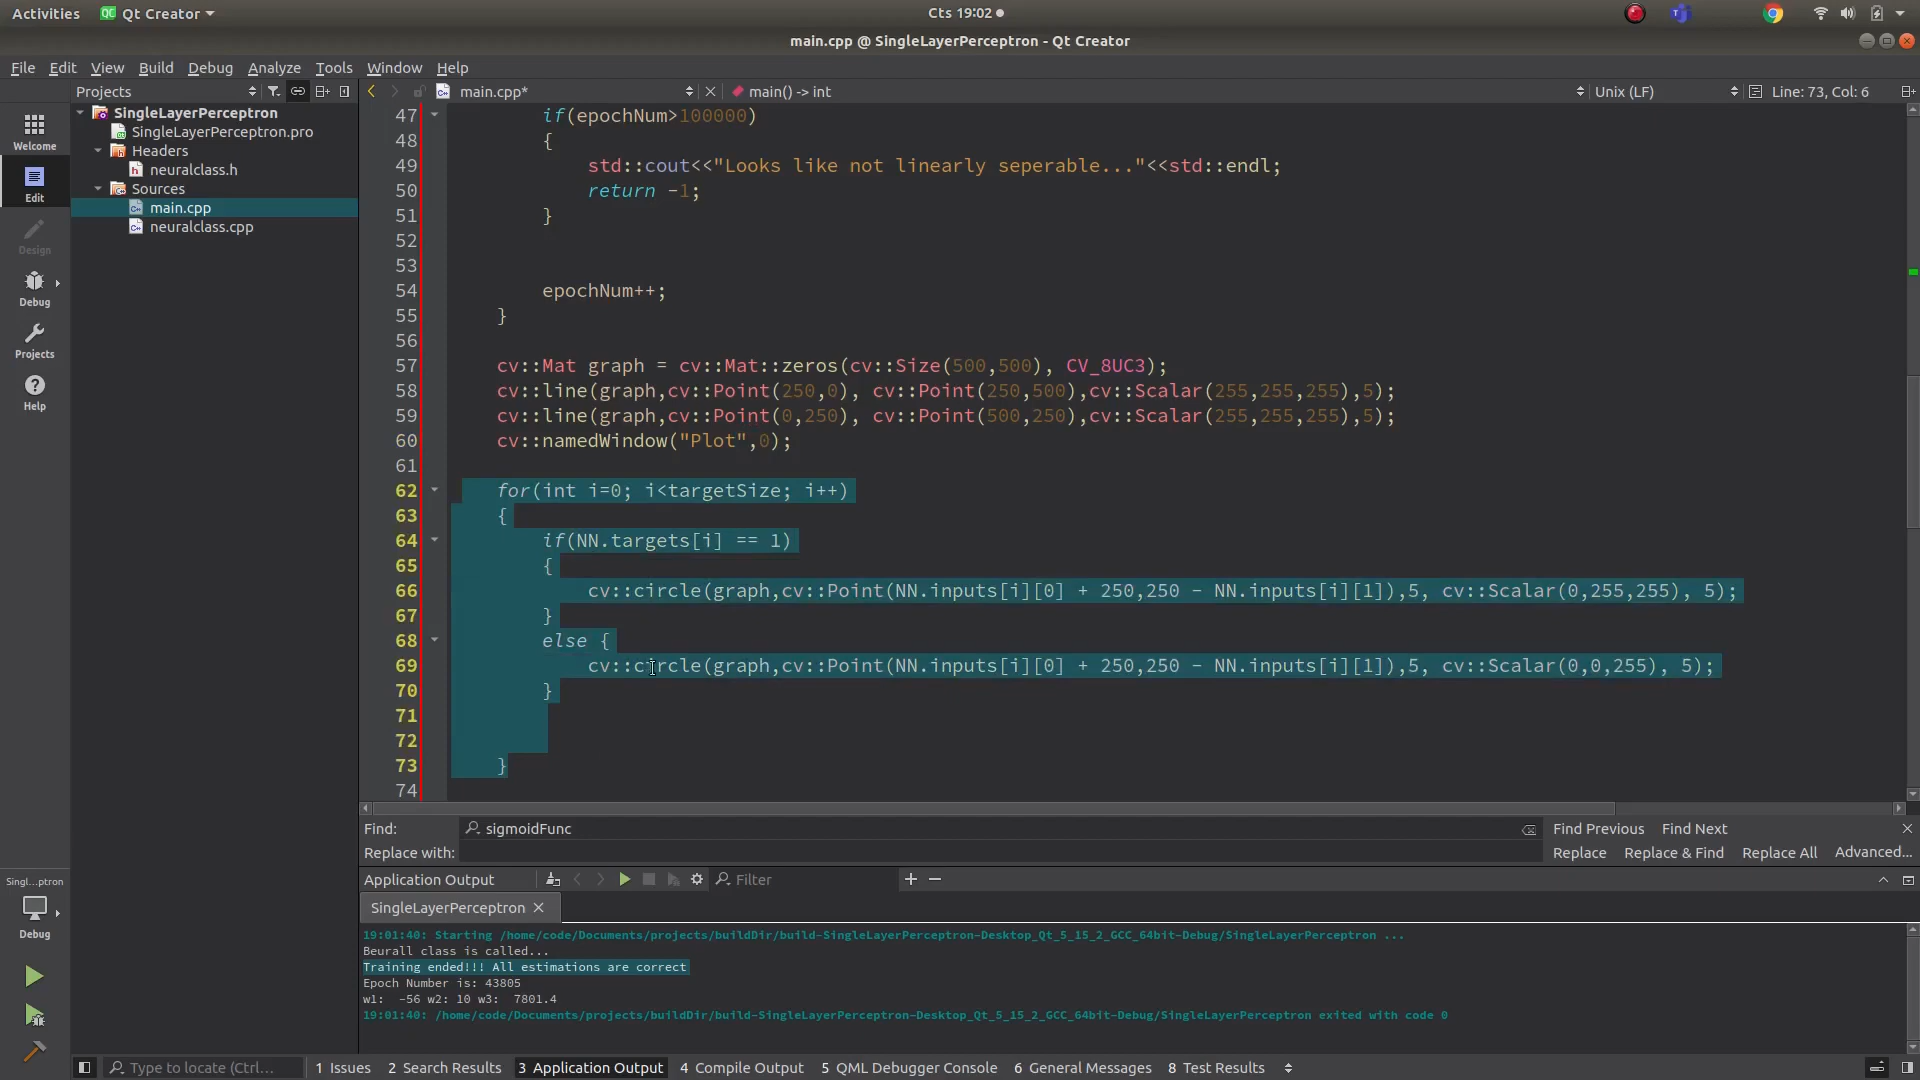 Activities
Qt Creator
Cts 19:02
main.cpp @ SingleLayerPerceptron - Qt Creator
File Edit View Build Debug Analyze Tools Window Help
Projects
main.cpp*
main() -> int
Unix (LF)
Line: 73, Col: 6
SingleLayerPerceptron
SingleLayerPerceptron.pro
Headers
neuralclass.h
Sources
main.cpp
neuralclass.cpp
Welcome
Edit
Design
Debug
Projects
Help
47 if(epochNum>100000)
48 {
49 std::cout<<"Looks like not linearly seperable..."<<std::endl;
50 return -1;
51 }
52
53
54 epochNum++;
55 }
56
57 cv::Mat graph = cv::Mat::zeros(cv::Size(500,500), CV_8UC3);
58 cv::line(graph,cv::Point(250,0), cv::Point(250,500),cv::Scalar(255,255,255),5);
59 cv::line(graph,cv::Point(0,250), cv::Point(500,250),cv::Scalar(255,255,255),5);
60 cv::namedWindow("Plot",0);
61
62 for(int i=0; i<targetSize; i++)
63 {
64 if(NN.targets[i] == 1)
65 {
66 cv::circle(graph,cv::Point(NN.inputs[i][0] + 250,250 - NN.inputs[i][1]),5, cv::Scalar(0,255,255), 5);
67 }
68 else {
69 cv::circle(graph,cv::Point(NN.inputs[i][0] + 250,250 - NN.inputs[i][1]),5, cv::Scalar(0,0,255), 5);
70 }
71
72
73 }
74
Find: sigmoidFunc
Find Previous Find Next
Replace with:
Replace Replace & Find Replace All Advanced...
Application Output
Filter
SingleLayerPerceptron
19:01:40: Starting /home/code/Documents/projects/buildDir/build-SingleLayerPerceptron-Desktop_Qt_5_15_2_GCC_64bit-Debug/SingleLayerPerceptron ...
Beurall class is called...
Training ended!!! All estimations are correct
Epoch Number is: 43805
w1: -56 w2: 10 w3: 7801.4
19:01:40: /home/code/Documents/projects/buildDir/build-SingleLayerPerceptron-Desktop_Qt_5_15_2_GCC_64bit-Debug/SingleLayerPerceptron exited with code 0
Singl...ptron
Debug
Type to locate (Ctrl...
1 Issues 2 Search Results 3 Application Output 4 Compile Output 5 QML Debugger Console 6 General Messages 8 Test Results